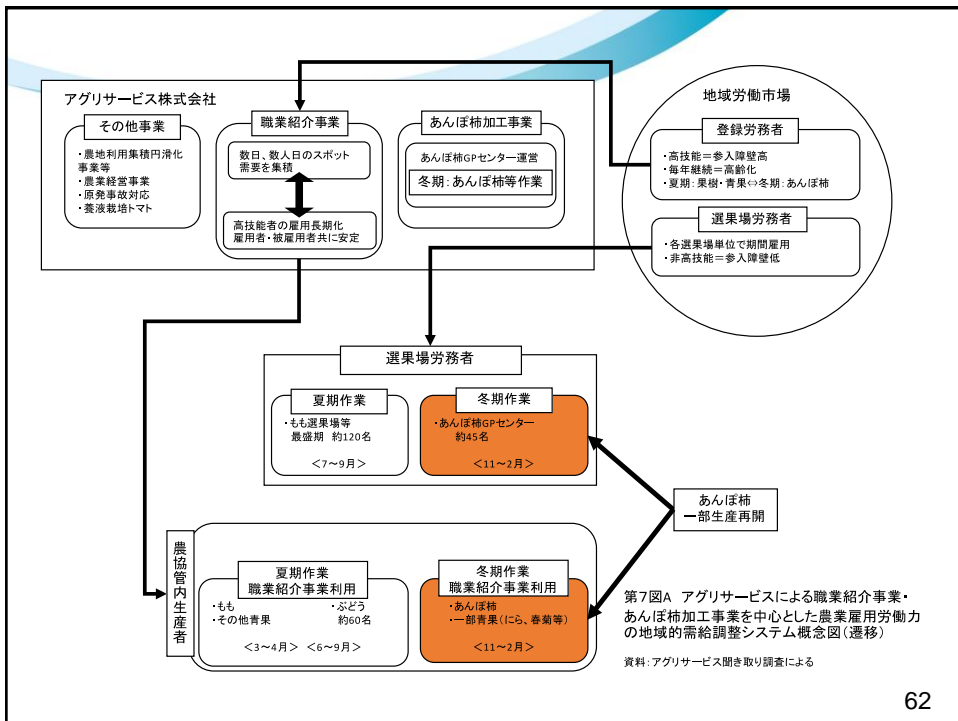 アグリサービス株式会社
その他事業
・農地利用集積円滑化
事業等
・農業経営事業
・原発事故対応
・養液栽培トマト
職業紹介事業
数日、数人日のスポット
需要を集積
高技能者の雇用長期化
雇用者・被雇用者共に安定
あんぽ柿加工事業
あんぽ柿GPセンター運営
冬期：あんぽ柿等作業
地域労働市場
登録労務者
・高技能＝参入障壁高
・毎年継続＝高齢化
・夏期：果樹・青果⇔冬期：あんぽ柿
選果場労務者
・各選果場単位で期間雇用
・非高技能＝参入障壁低
選果場労務者
夏期作業
・もも選果場等
最盛期 約120名
＜7～9月＞
冬期作業
・あんぽ柿GPセンター
約45名
＜11～2月＞
あんぽ柿
一部生産再開
農協管内生産者
夏期作業
職業紹介事業利用
・もも ・ぶどう
・その他青果 約60名
＜3～4月＞ ＜6～9月＞
冬期作業
職業紹介事業利用
・あんぽ柿
・一部青果（にら、春菊等）
＜11～2月＞
第7図A アグリサービスによる職業紹介事業・
あんぽ柿加工事業を中心とした農業雇用労働力
の地域的需給調整システム概念図（遷移）
資料：アグリサービス聞き取り調査による
62